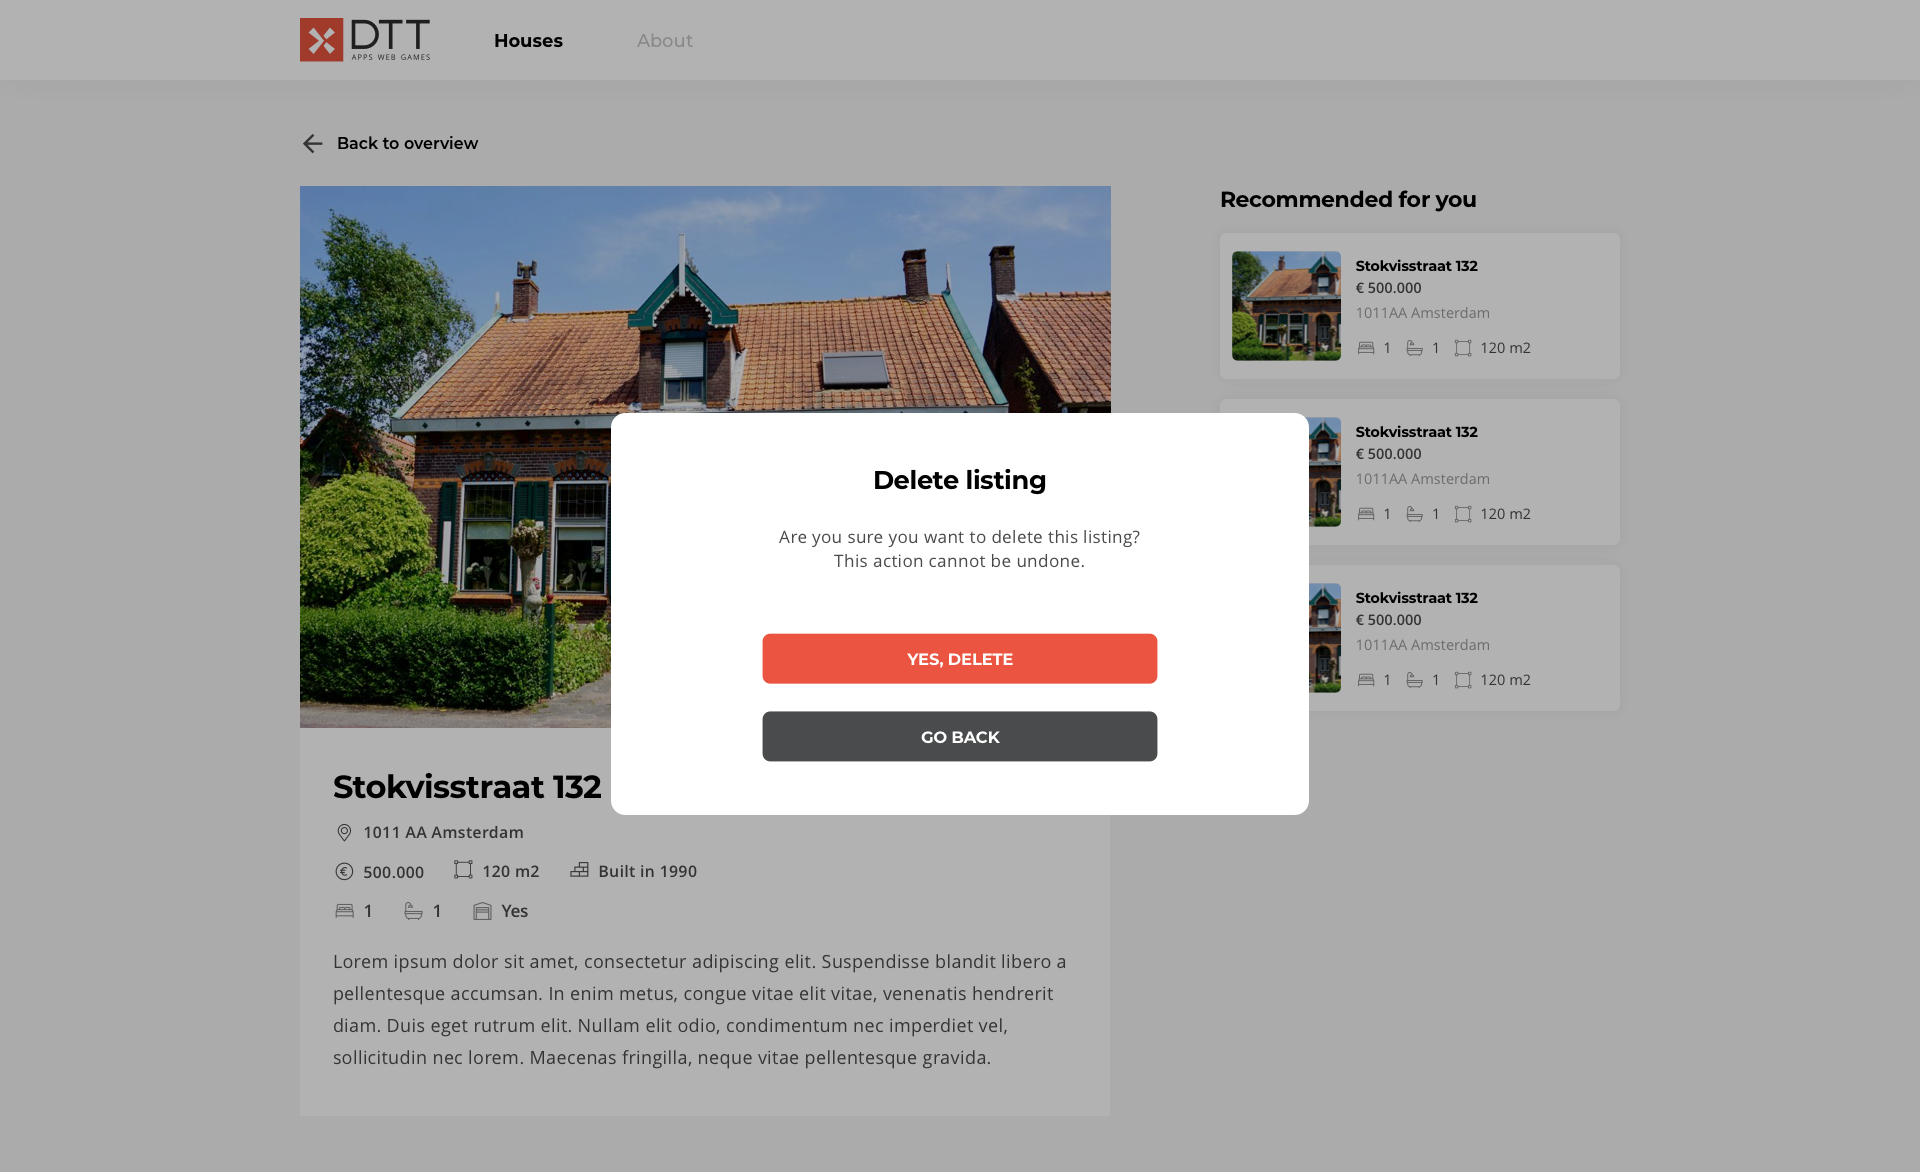 DTT
APPS WEB GAMES
Houses
About
Back to overview
Recommended for you
Stokvisstraat 132
€ 500.000
1011AA Amsterdam
1 1 120 m2
Stokvisstraat 132
€ 500.000
1011AA Amsterdam
1 1 120 m2
Stokvisstraat 132
€ 500.000
1011AA Amsterdam
1 1 120 m2
Delete listing
Are you sure you want to delete this listing?
This action cannot be undone.
YES, DELETE
GO BACK
Stokvisstraat 132
1011 AA Amsterdam
€ 500.000 120 m2 Built in 1990
1 1 Yes
Lorem ipsum dolor sit amet, consectetur adipiscing elit. Suspendisse blandit libero a
pellentesque accumsan. In enim metus, congue vitae elit vitae, venenatis hendrerit
diam. Duis eget rutrum elit. Nullam elit odio, condimentum nec imperdiet vel,
sollicitudin nec lorem. Maecenas fringilla, neque vitae pellentesque gravida.